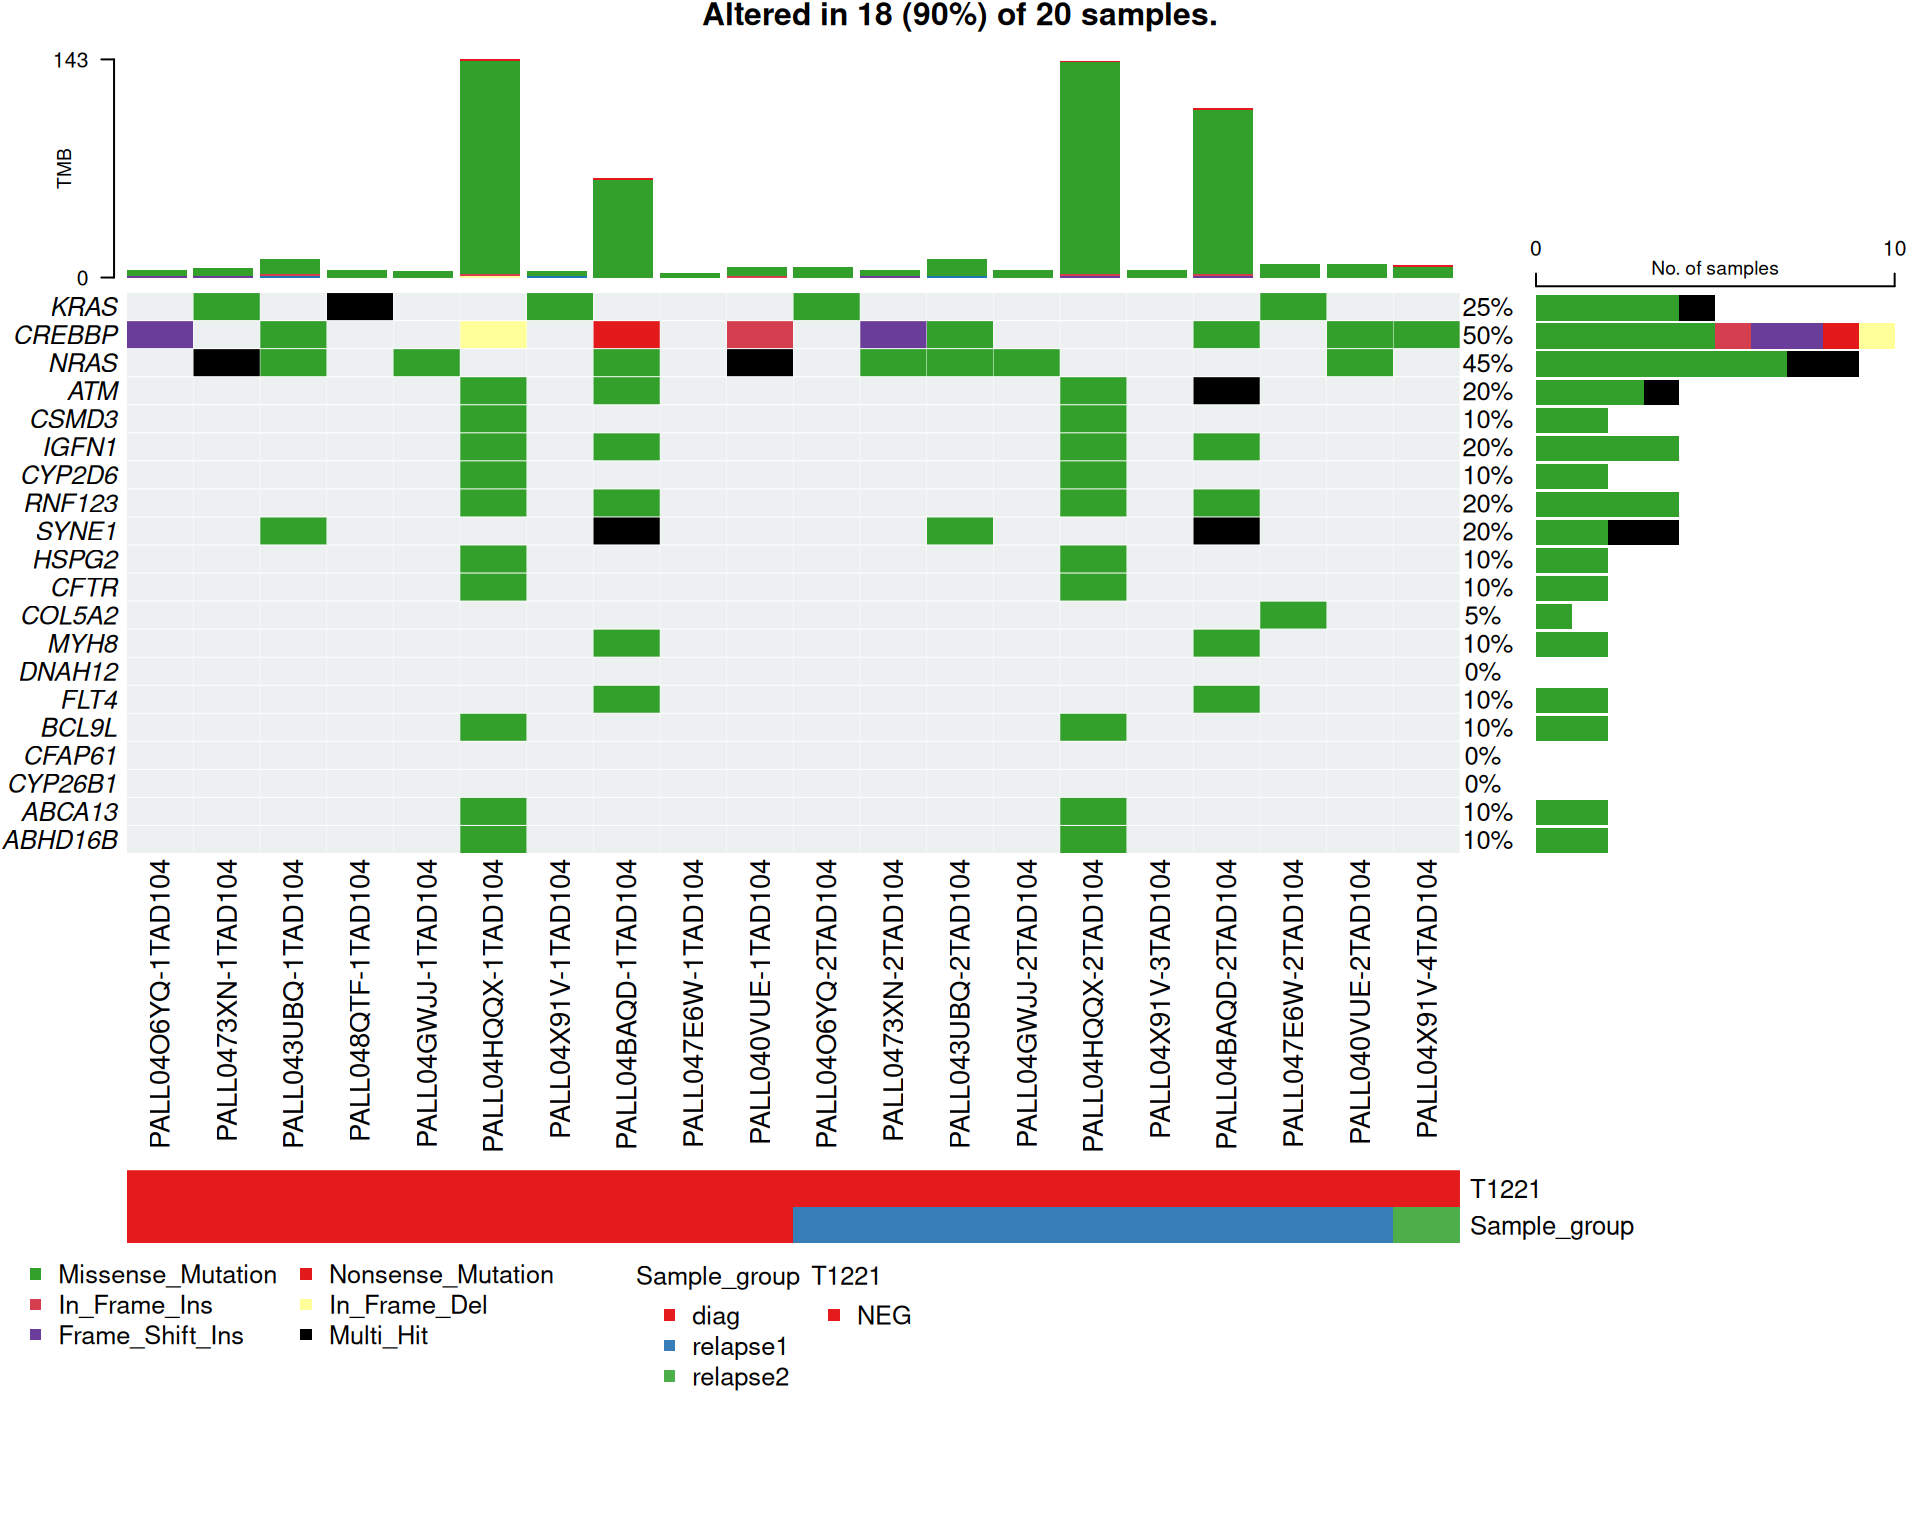 Altered in 18 (90%) of 20 samples.
143
TMB
0
0 10
No. of samples
KRAS 25%
CREBBP 50%
NRAS 45%
ATM 20%
CSMD3 10%
IGFN1 20%
CYP2D6 10%
RNF123 20%
SYNE1 20%
HSPG2 10%
CFTR 10%
COL5A2 5%
MYH8 10%
DNAH12 0%
FLT4 10%
BCL9L 10%
CFAP61 0%
CYP26B1 0%
ABCA13 10%
ABHD16B 10%
PALL04O6YQ-1TAD104
PALL0473XN-1TAD104
PALL043UBQ-1TAD104
PALL048QTF-1TAD104
PALL04GWJJ-1TAD104
PALL04HQQX-1TAD104
PALL04X91V-1TAD104
PALL04BAQD-1TAD104
PALL047E6W-1TAD104
PALL040VUE-1TAD104
PALL04O6YQ-2TAD104
PALL0473XN-2TAD104
PALL043UBQ-2TAD104
PALL04GWJJ-2TAD104
PALL04HQQX-2TAD104
PALL04X91V-3TAD104
PALL04BAQD-2TAD104
PALL047E6W-2TAD104
PALL040VUE-2TAD104
PALL04X91V-4TAD104
T1221
Sample_group
Missense_Mutation Nonsense_Mutation
In_Frame_Ins In_Frame_Del
Frame_Shift_Ins Multi_Hit
Sample_group T1221
diag NEG
relapse1
relapse2